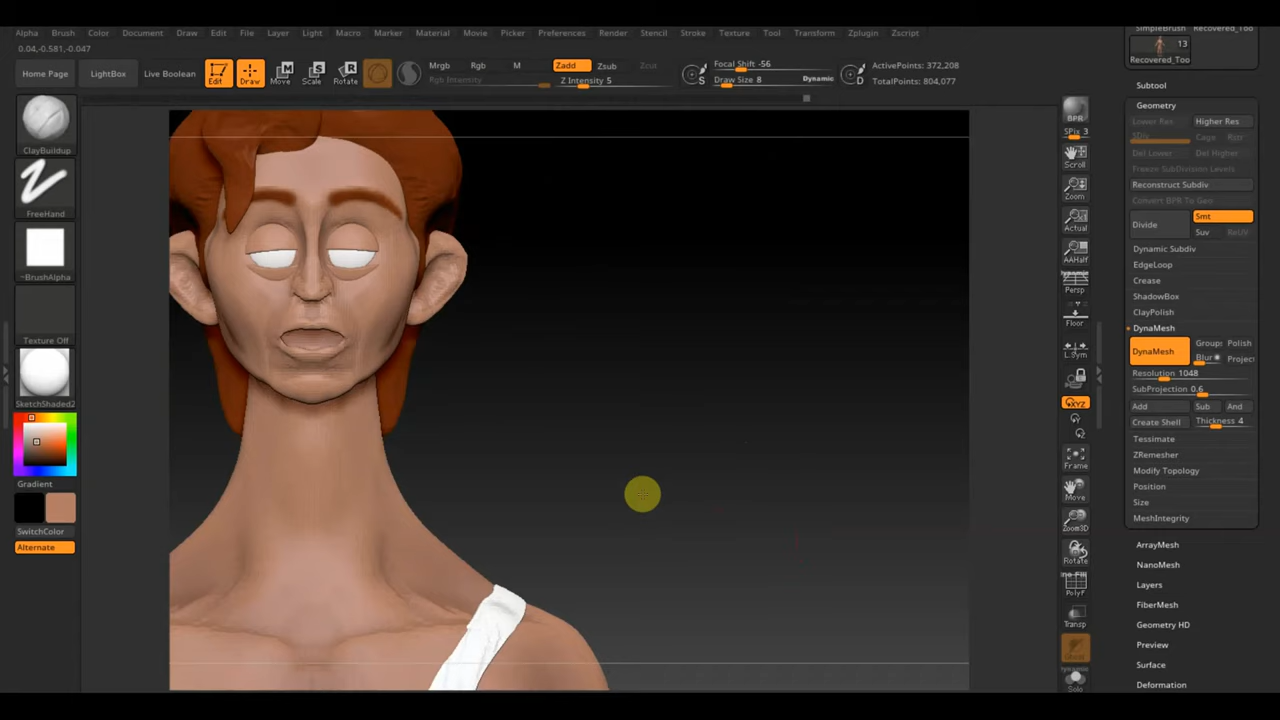 SimpleBrush Recovered_Too
13
Recovered_Too
Alpha Brush Color Document Draw Edit File Layer Light Macro Marker Material Movie Picker Preferences Render Stencil Stroke Texture Tool Transform Zplugin Zscript
0.04,-0.581,-0.047
Home Page LightBox Live Boolean Edit Draw Move Scale Rotate
Mrgb Rgb M
Rgb Intensity
Zadd Zsub Zcut
Z Intensity 5
S
Focal Shift -56
Draw Size 8 Dynamic
D
ActivePoints: 372,208
TotalPoints: 804,077
ClayBuildup
FreeHand
~BrushAlpha
Texture Off
SketchShaded2
Gradient
SwitchColor
Alternate
BPR
SPix 3
Scroll
Zoom
Actual
AAHalf
Dynamic
Persp
Floor
L.Sym
XYZ
Frame
Move
Zoom3D
Rotate
PolyF
Transp
Ghost
Dynamic
Solo
Subtool
Geometry
Lower Res Higher Res
SDiv Cage Rstr
Del Lower Del Higher
Freeze SubDivision Levels
Reconstruct Subdiv
Convert BPR To Geo
Divide Smt
Suv ReUV
Dynamic Subdiv
EdgeLoop
Crease
ShadowBox
ClayPolish
DynaMesh
DynaMesh Groups Polish
Blur Project
Resolution 1048
SubProjection 0.6
Add Sub And
Create Shell Thickness 4
Tessimate
ZRemesher
Modify Topology
Position
Size
MeshIntegrity
ArrayMesh
NanoMesh
Layers
FiberMesh
Geometry HD
Preview
Surface
Deformation